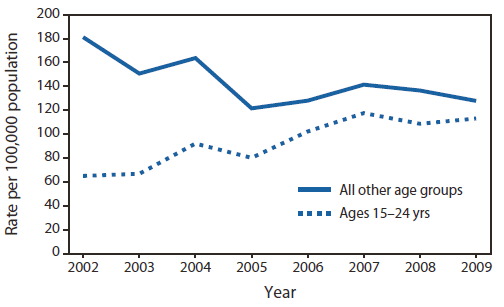 Rate per 100,000 population
200
180
160
140
120
100
80
60
40
20
0
All other age groups
Ages 15–24 yrs
2002 2003 2004 2005 2006 2007 2008 2009
Year